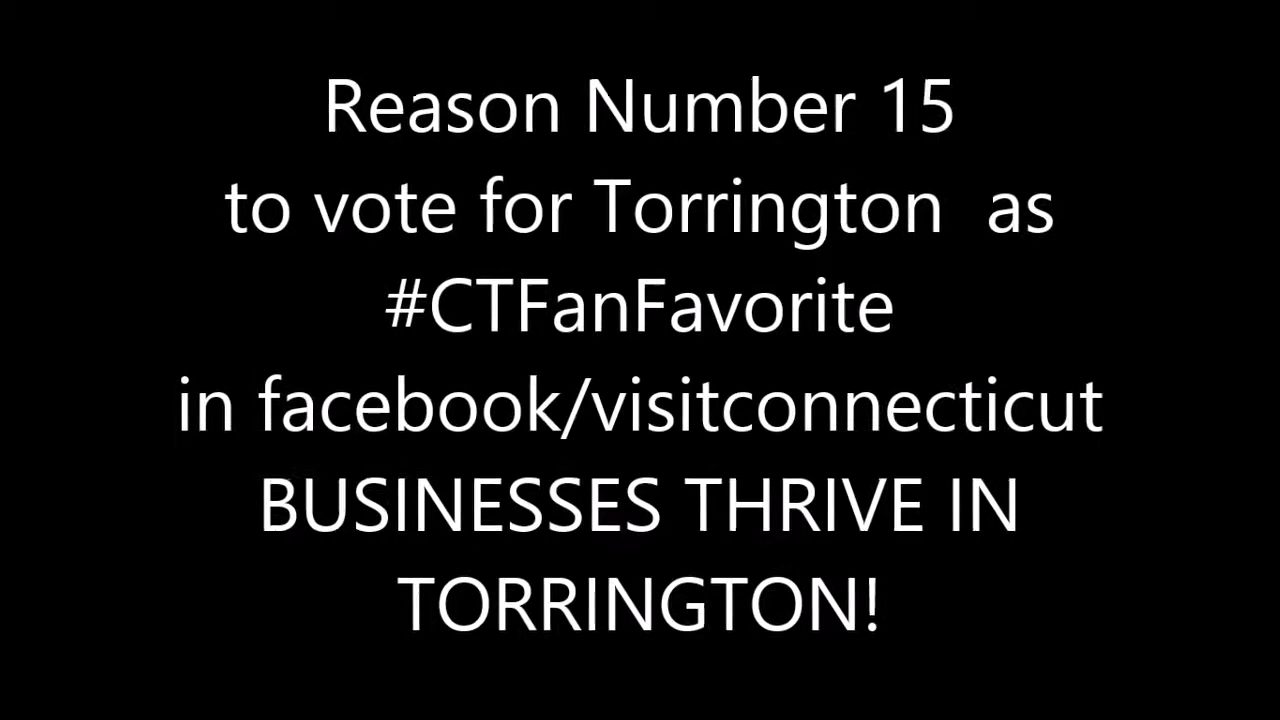 Reason Number 15
to vote for Torrington  as
#CTFanFavorite
in facebook/visitconnecticut
BUSINESSES THRIVE IN
TORRINGTON!